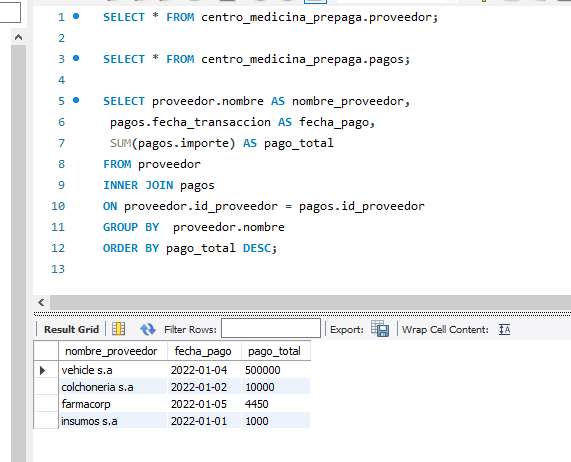 1 SELECT * FROM centro_medicina_prepaga.proveedor;
2
3 SELECT * FROM centro_medicina_prepaga.pagos;
4
5 SELECT proveedor.nombre AS nombre_proveedor,
6 pagos.fecha_transaccion AS fecha_pago,
7 SUM(pagos.importe) AS pago_total
8 FROM proveedor
9 INNER JOIN pagos
10 ON proveedor.id_proveedor = pagos.id_proveedor
11 GROUP BY  proveedor.nombre
12 ORDER BY pago_total DESC;
13
Result Grid Filter Rows: Export: Wrap Cell Content:
nombre_proveedor fecha_pago pago_total
vehicle s.a 2022-01-04 500000
colchoneria s.a 2022-01-02 10000
farmacorp 2022-01-05 4450
insumos s.a 2022-01-01 1000